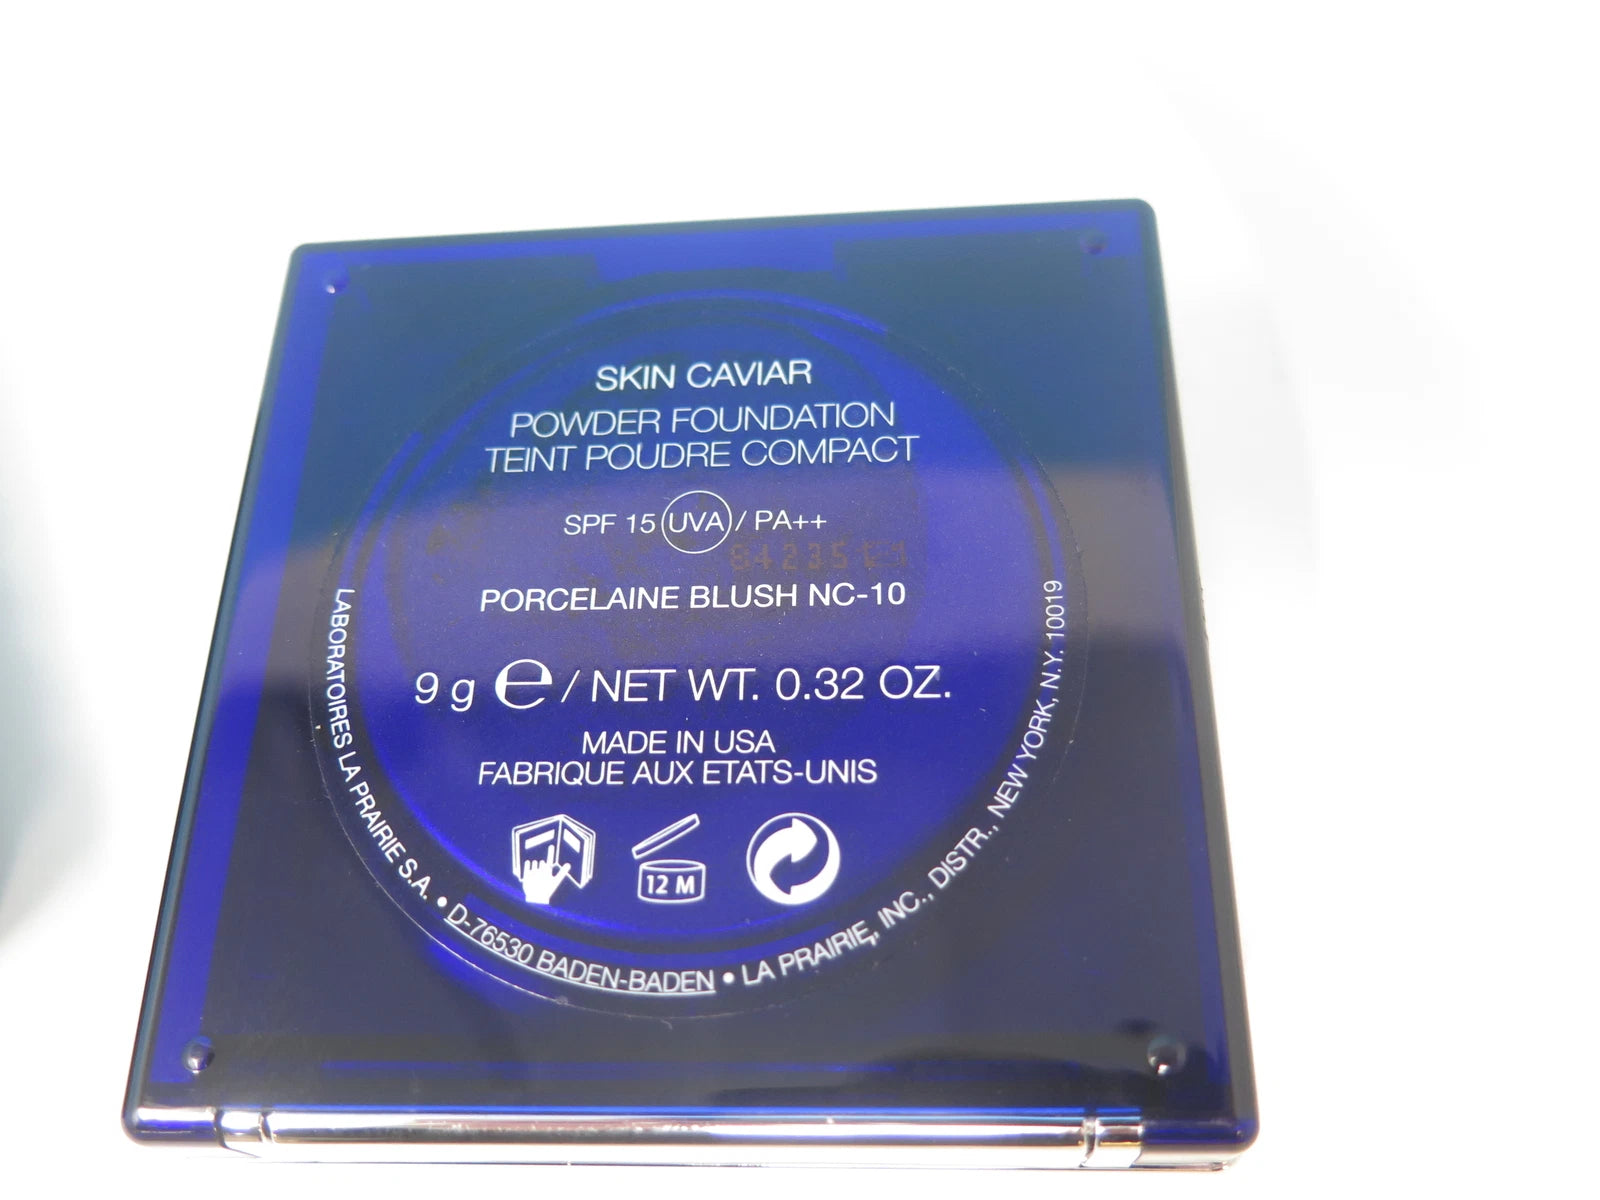 SKIN CAVIAR
POWDER FOUNDATION
TEINT POUDRE COMPACT
SPF 15 UVA / PA++
PORCELAINE BLUSH NC-10
9 g e / NET WT. 0.32 OZ.
MADE IN USA
FABRIQUE AUX ETATS-UNIS
12 M
LABORATOIRES LA PRAIRIE S.A. • D-76530 BADEN-BADEN • LA PRAIRIE, INC., DISTR., NEW YORK, N.Y. 10019